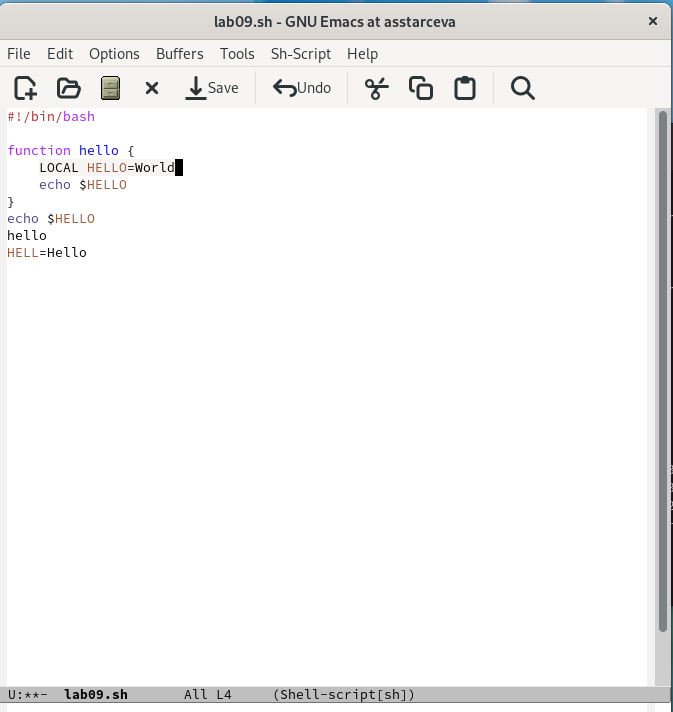 lab09.sh - GNU Emacs at asstarceva
File Edit Options Buffers Tools Sh-Script Help
Save Undo
#!/bin/bash
function hello {
    LOCAL HELLO=World
    echo $HELLO
}
echo $HELLO
hello
HELL=Hello
U:**-  lab09.sh       All L4     (Shell-script[sh])